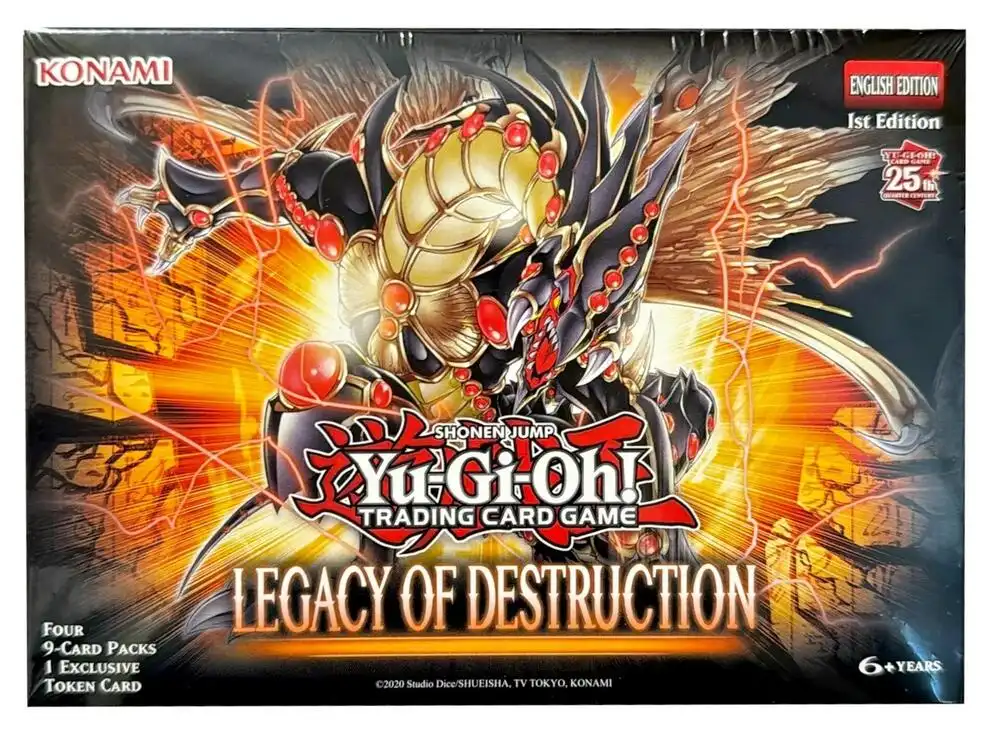 KONAMI
ENGLISH EDITION
1st Edition
YU-GI-OH!
CARD GAME
25th
QUARTER CENTURY
SHONEN JUMP
Yu-Gi-Oh!
TRADING CARD GAME
LEGACY OF DESTRUCTION
FOUR
9-CARD PACKS
1 EXCLUSIVE
TOKEN CARD
6+YEARS
©2020 Studio Dice/SHUEISHA, TV TOKYO, KONAMI